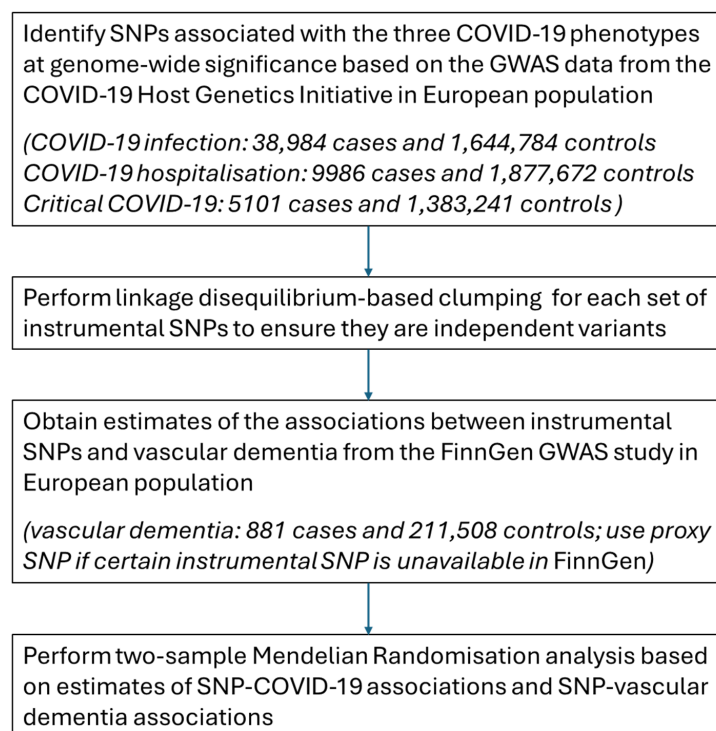 Identify SNPs associated with the three COVID-19 phenotypes
at genome-wide significance based on the GWAS data from the
COVID-19 Host Genetics Initiative in European population
(COVID-19 infection: 38,984 cases and 1,644,784 controls
COVID-19 hospitalisation: 9986 cases and 1,877,672 controls
Critical COVID-19: 5101 cases and 1,383,241 controls)
Perform linkage disequilibrium-based clumping for each set of
instrumental SNPs to ensure they are independent variants
Obtain estimates of the associations between instrumental
SNPs and vascular dementia from the FinnGen GWAS study in
European population
(vascular dementia: 881 cases and 211,508 controls; use proxy
SNP if certain instrumental SNP is unavailable in FinnGen)
Perform two-sample Mendelian Randomisation analysis based
on estimates of SNP-COVID-19 associations and SNP-vascular
dementia associations